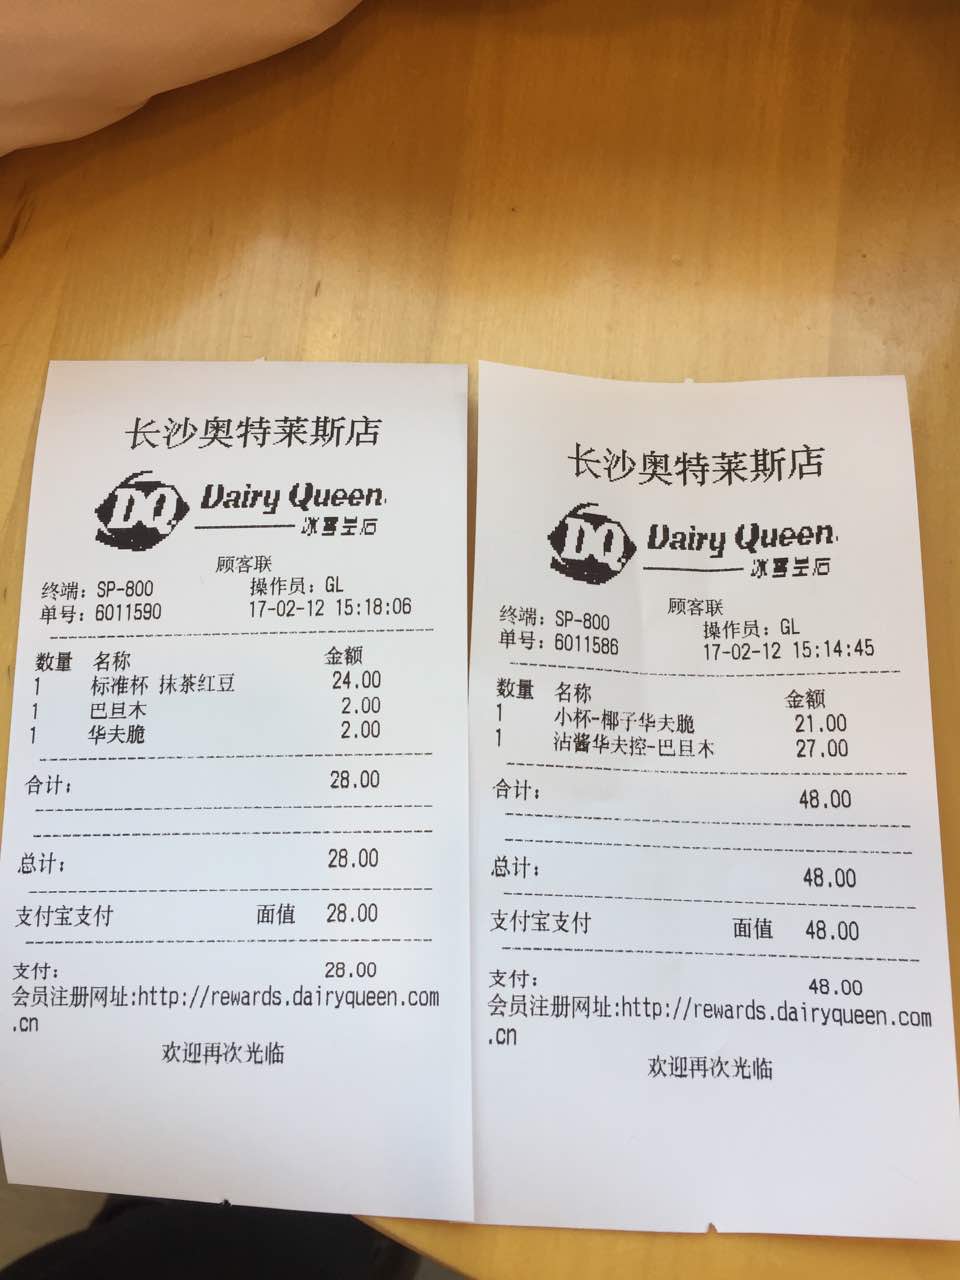 长沙奥特莱斯店
DQ Dairy Queen
冰雪皇后
顾客联
终端：SP-800 操作员：GL
单号：6011590 17-02-12 15:18:06
数量 名称 金额
1 标准杯 抹茶红豆 24.00
1 巴旦木 2.00
1 华夫脆 2.00
合计： 28.00
总计： 28.00
支付宝支付 面值 28.00
支付： 28.00
会员注册网址:http://rewards.dairyqueen.com
.cn
欢迎再次光临
长沙奥特莱斯店
DQ Dairy Queen
冰雪皇后
顾客联
终端：SP-800 操作员：GL
单号：6011586 17-02-12 15:14:45
数量 名称 金额
1 小杯-椰子华夫脆 21.00
1 沾酱华夫控-巴旦木 27.00
合计： 48.00
总计： 48.00
支付宝支付 面值 48.00
支付： 48.00
会员注册网址:http://rewards.dairyqueen.com
.cn
欢迎再次光临